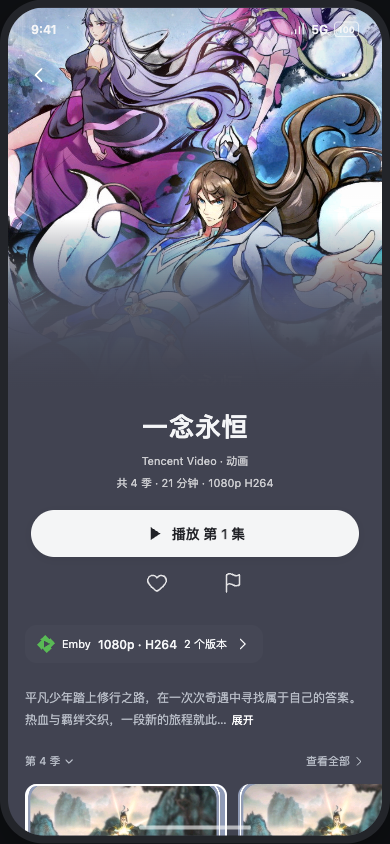 9:41
5G 100
一念永恒
Tencent Video · 动画
共 4 季 · 21 分钟 · 1080p H264
播放 第 1 集
Emby 1080p · H264 2 个版本
平凡少年踏上修行之路，在一次次奇遇中寻找属于自己的答案。
热血与羁绊交织，一段新的旅程就此... 展开
第 4 季
查看全部